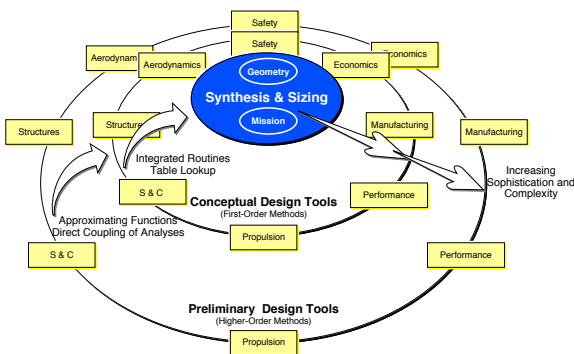 Safety
Safety
Aerodynam
Aerodynamics
Economics
Economics
Geometry
Synthesis & Sizing
Mission
Structures
Structure
Manufacturing
Manufacturing
Integrated Routines
Table Lookup
Increasing
Sophistication and
Complexity
S & C
Performance
Conceptual Design Tools
(First-Order Methods)
Approximating Functions
Direct Coupling of Analyses
Propulsion
S & C
Performance
Preliminary Design Tools
(Higher-Order Methods)
Propulsion